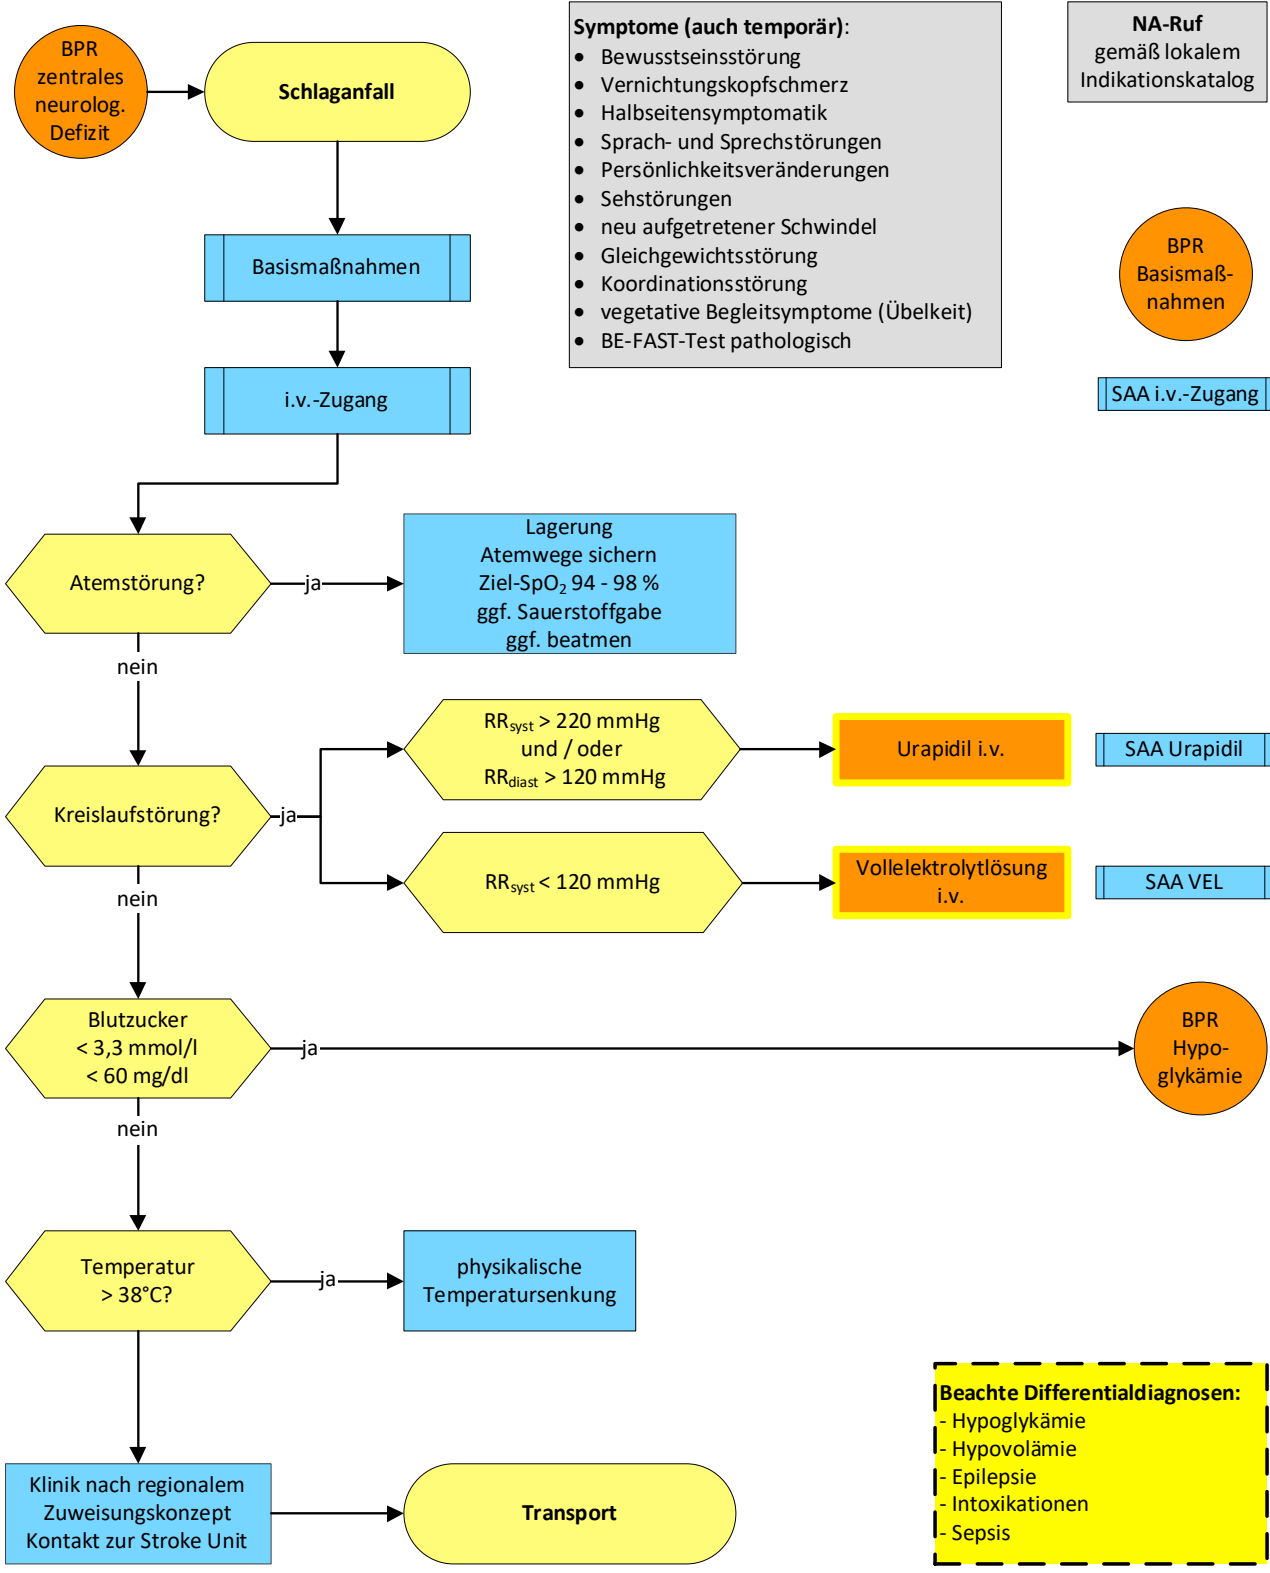 BPR
zentrales
neurolog.
Defizit
Schlaganfall
Symptome (auch temporär):
• Bewusstseinsstörung
• Vernichtungskopfschmerz
• Halbseitensymptomatik
• Sprach- und Sprechstörungen
• Persönlichkeitsveränderungen
• Sehstörungen
• neu aufgetretener Schwindel
• Gleichgewichtsstörung
• Koordinationsstörung
• vegetative Begleitsymptome (Übelkeit)
• BE-FAST-Test pathologisch
NA-Ruf
gemäß lokalem
Indikationskatalog
Basismaßnahmen
BPR
Basismaß-
nahmen
i.v.-Zugang
SAA i.v.-Zugang
Atemstörung?
ja
Lagerung
Atemwege sichern
Ziel-SpO₂ 94 - 98 %
ggf. Sauerstoffgabe
ggf. beatmen
nein
Kreislaufstörung?
ja
RRsyst > 220 mmHg
und / oder
RRdiast > 120 mmHg
Urapidil i.v.
SAA Urapidil
RRsyst < 120 mmHg
Vollelektrolytlösung
i.v.
SAA VEL
nein
Blutzucker
< 3,3 mmol/l
< 60 mg/dl
ja
BPR
Hypo-
glykämie
nein
Temperatur
> 38°C?
ja
physikalische
Temperatursenkung
Klinik nach regionalem
Zuweisungskonzept
Kontakt zur Stroke Unit
Transport
Beachte Differentialdiagnosen:
- Hypoglykämie
- Hypovolämie
- Epilepsie
- Intoxikationen
- Sepsis